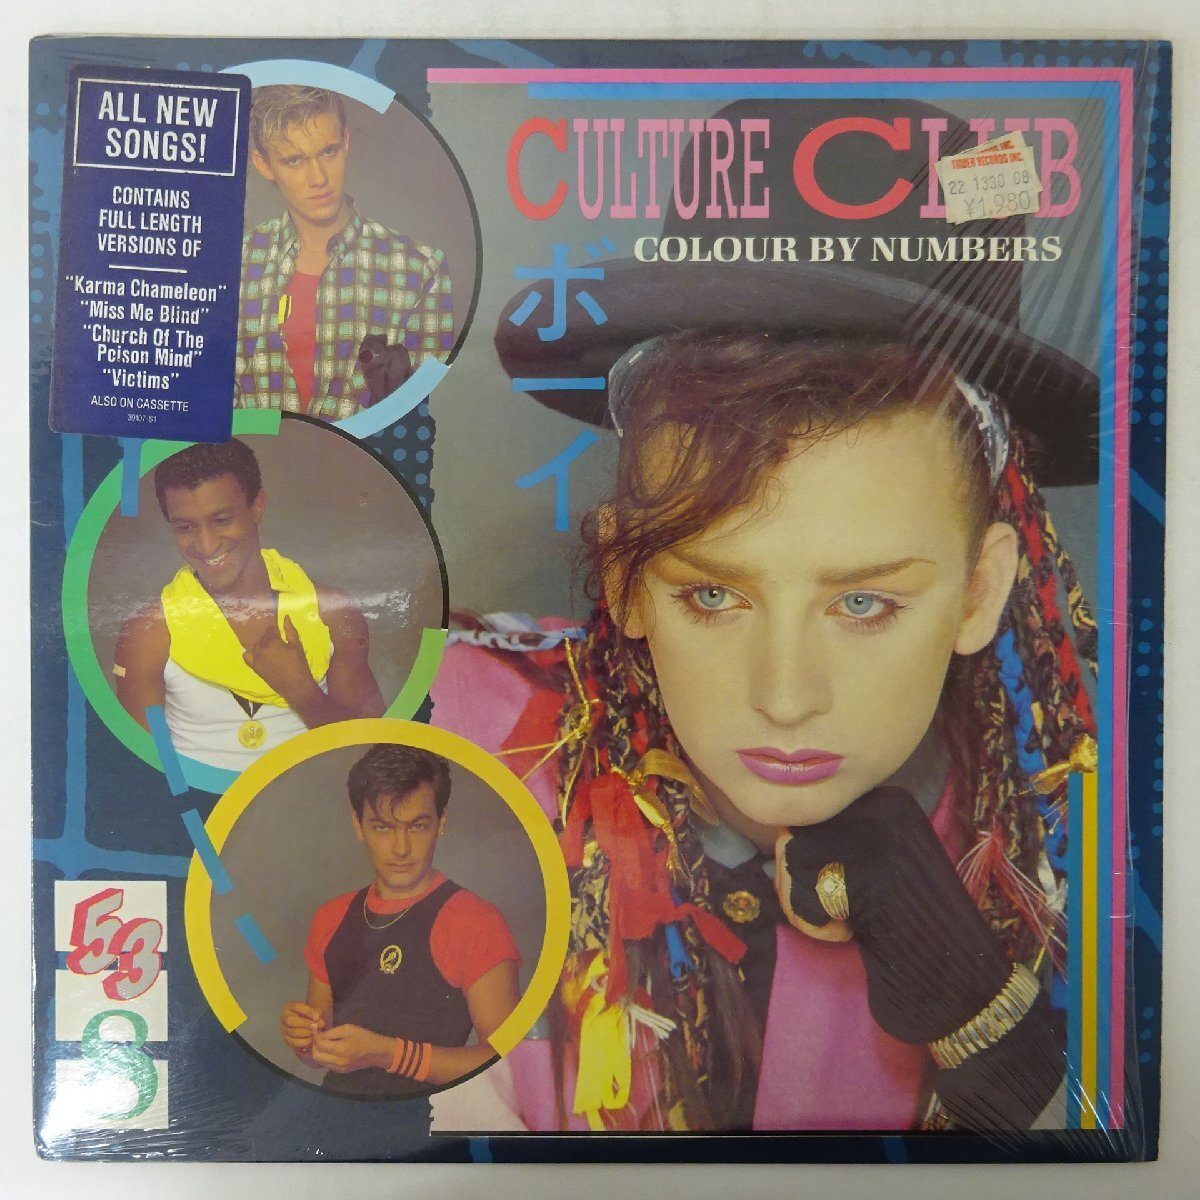 ALL NEW
SONGS!
CONTAINS
FULL LENGTH
VERSIONS OF
"Karma Chameleon"
"Miss Me Blind"
"Church Of The
Poison Mind"
"Victims"
ALSO ON CASSETTE
39107-S1
CULTURE CLUB
TOWER RECORDS INC.
22 1330 08
¥1,980
COLOUR BY NUMBERS
ボーイ
53
8